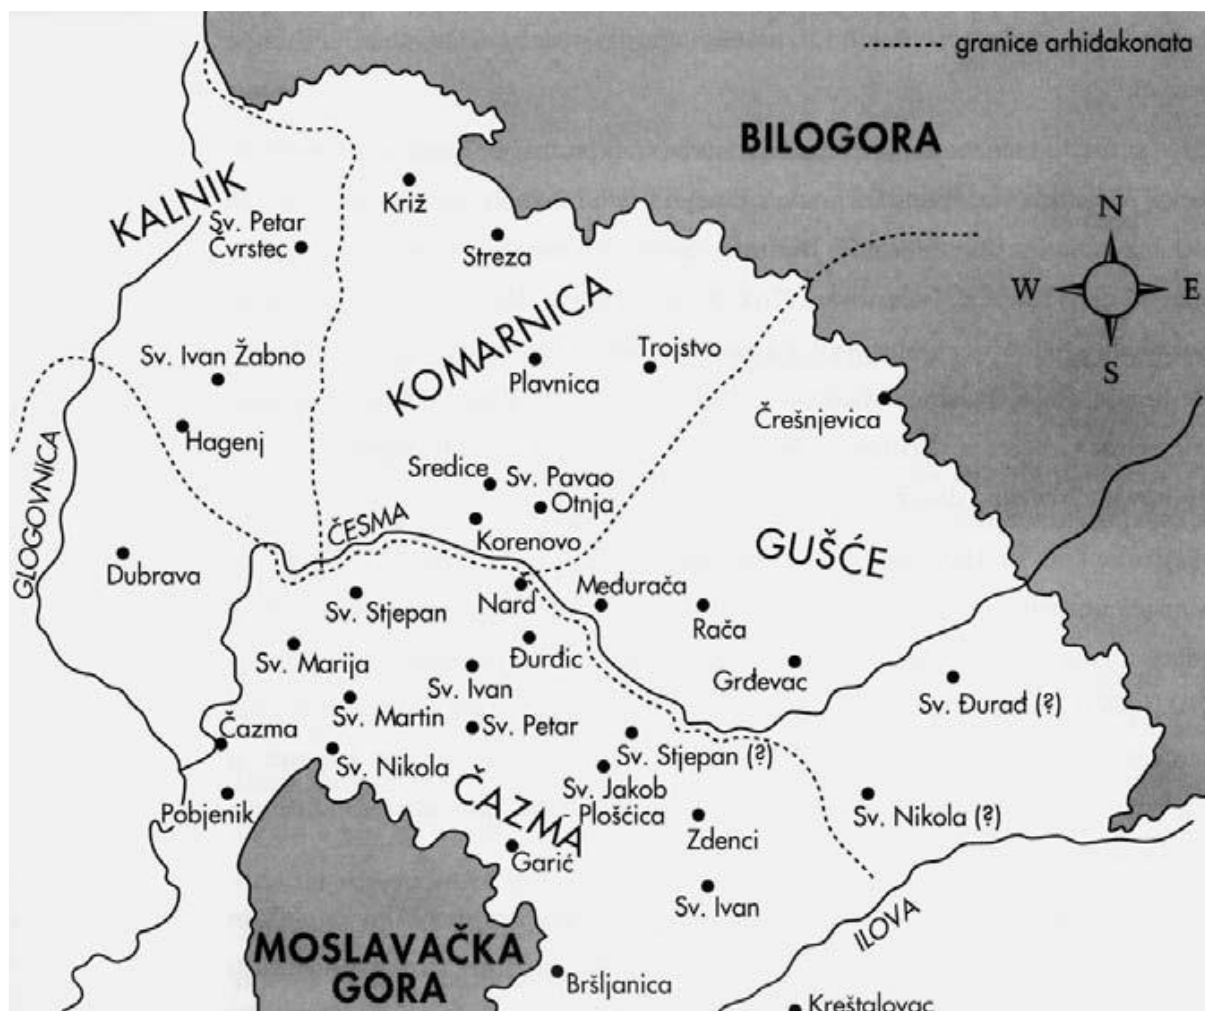 granice arhidakonata
BILOGORA
KALNIK
Križ
Sv. Petar
Čvrstec
Streza
N
W
E
S
KOMARNICA
Sv. Ivan Žabno
Plavnica
Trojstvo
Črešnjevica
Hagenj
GLOGOVNICA
Sredice
Sv. Pavao
Otnja
ČESMA
Korenovo
GUŠĆE
Dubrava
Sv. Stjepan
Nard
Međurača
Rača
Sv. Marija
Đurđic
Sv. Ivan
Grđevac
Sv. Đurađ (?)
Sv. Martin
Čazma
Sv. Petar
Sv. Nikola
Sv. Stjepan (?)
Sv. Jakob
- Plošćica
Pobjenik
ČAZMA
Zdenci
Sv. Nikola (?)
Garić
Sv. Ivan
ILOVA
MOSLAVAČKA
GORA
Bršljanica
Kreštalovac